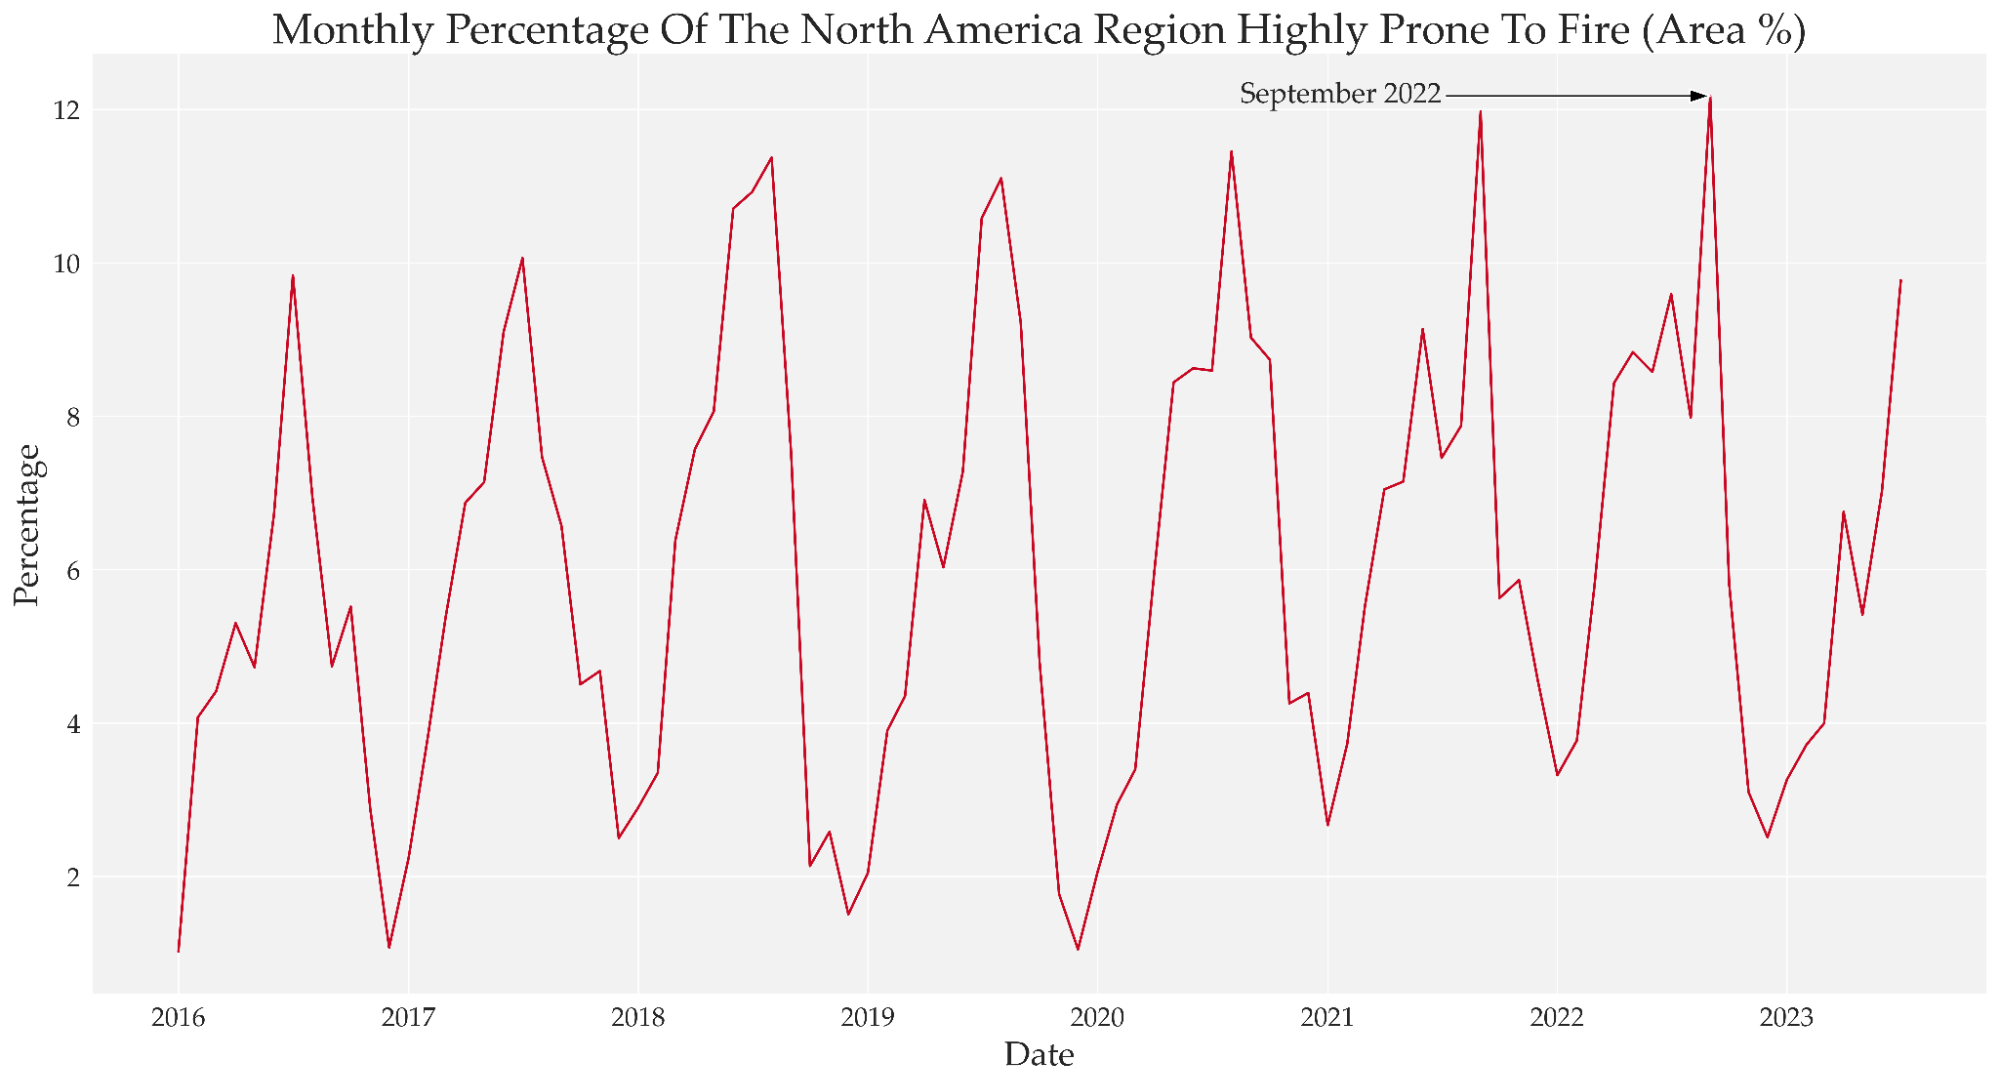 Monthly Percentage Of The North America Region Highly Prone To Fire (Area %)
September 2022
12
10
8
6
4
2
Percentage
2016 2017 2018 2019 2020 2021 2022 2023
Date